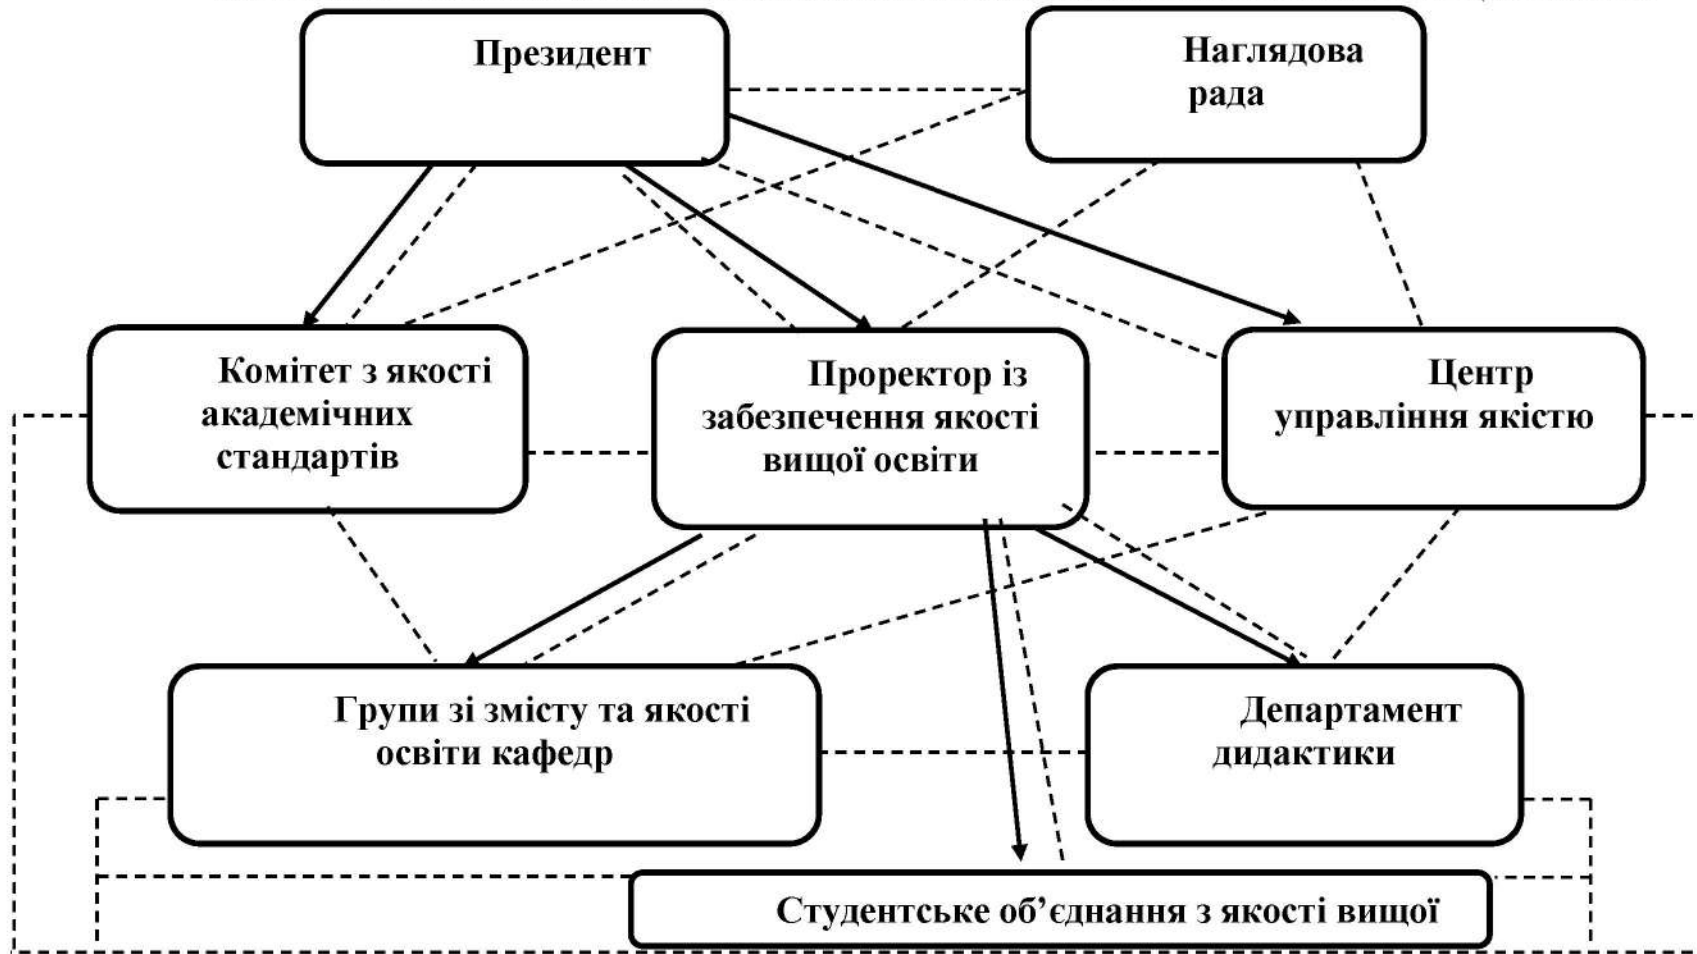 Президент
Наглядова
рада
Комітет з якості
академічних
стандартів
Проректор із
забезпечення якості
вищої освіти
Центр
управління якістю
Групи зі змісту та якості
освіти кафедр
Департамент
дидактики
Студентське об’єднання з якості вищої